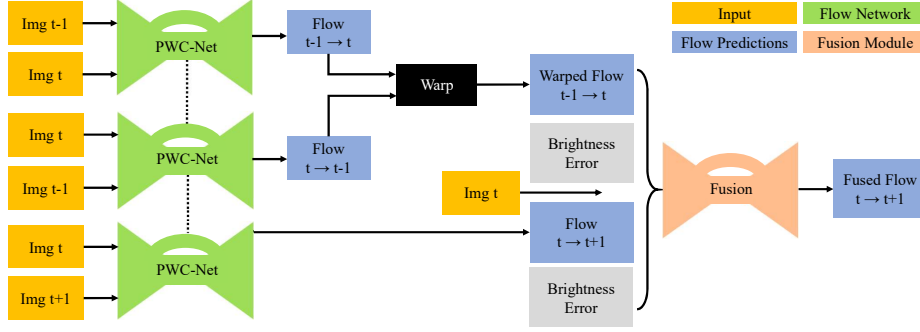 Img t-1
Img t
PWC-Net
Flow
t-1 → t
Warp
Warped Flow
t-1 → t
Input
Flow Network
Flow Predictions
Fusion Module
Img t
Img t-1
PWC-Net
Flow
t → t-1
Brightness
Error
Img t
Fusion
Fused Flow
t → t+1
Img t
Img t+1
PWC-Net
Flow
t → t+1
Brightness
Error